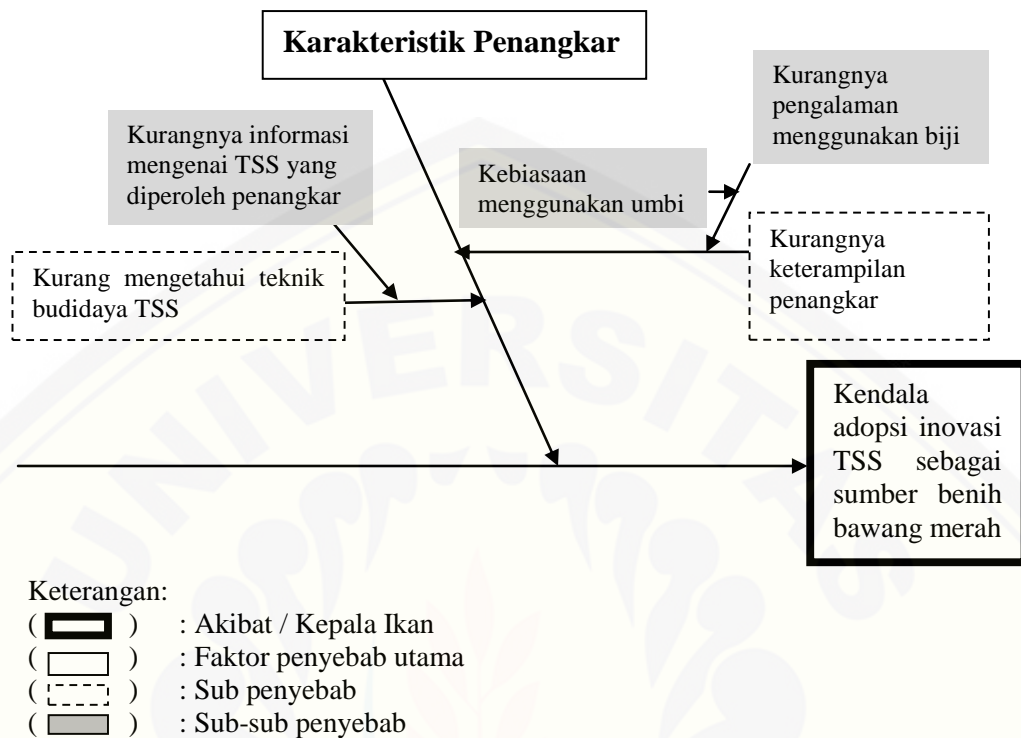 Karakteristik Penangkar
Kurangnya
pengalaman
menggunakan biji
Kurangnya informasi
mengenai TSS yang
diperoleh penangkar
Kebiasaan
menggunakan umbi
Kurangnya
keterampilan
penangkar
Kurang mengetahui teknik
budidaya TSS
Kendala
adopsi inovasi
TSS sebagai
sumber benih
bawang merah
Keterangan:
( ) : Akibat / Kepala Ikan
( ) : Faktor penyebab utama
( ) : Sub penyebab
( ) : Sub-sub penyebab
UNIVERSITAS